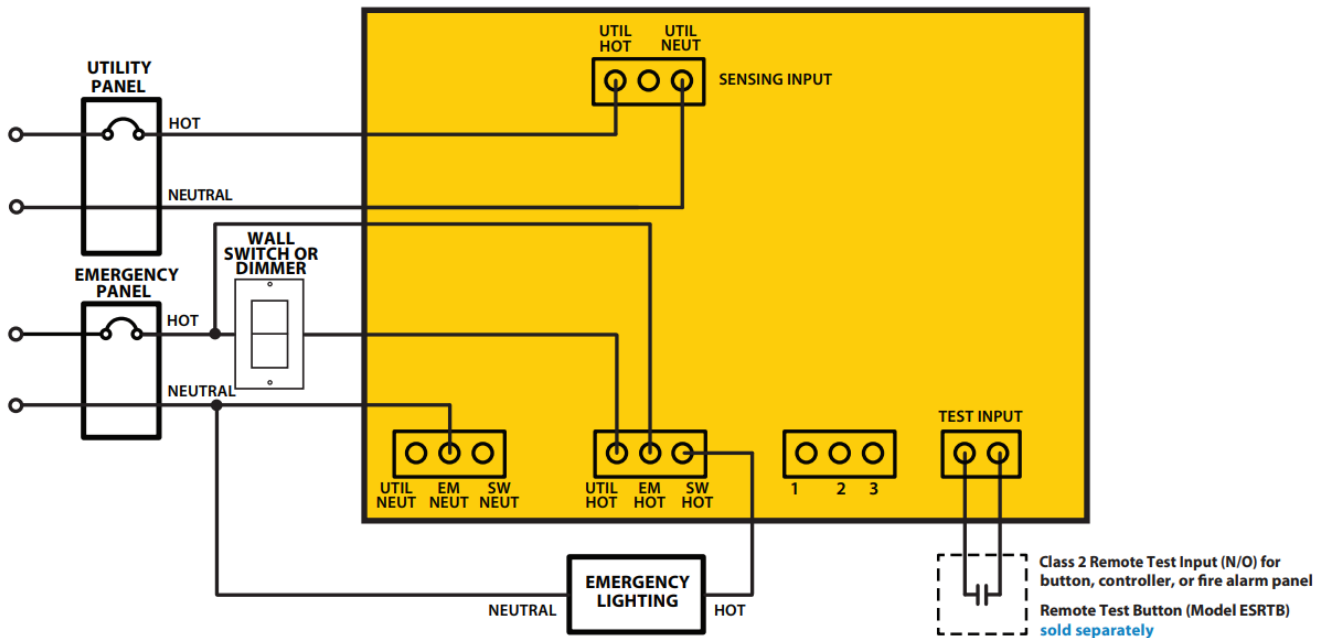 UTIL
HOT
UTIL
NEUT
SENSING INPUT
UTILITY
PANEL
HOT
NEUTRAL
WALL
SWITCH OR
DIMMER
EMERGENCY
PANEL
HOT
NEUTRAL
TEST INPUT
UTIL
NEUT
EM
NEUT
SW
NEUT
UTIL
HOT
EM
HOT
SW
HOT
1 2 3
EMERGENCY
LIGHTING
NEUTRAL
HOT
Class 2 Remote Test Input (N/O) for
button, controller, or fire alarm panel
Remote Test Button (Model ESRTB)
sold separately